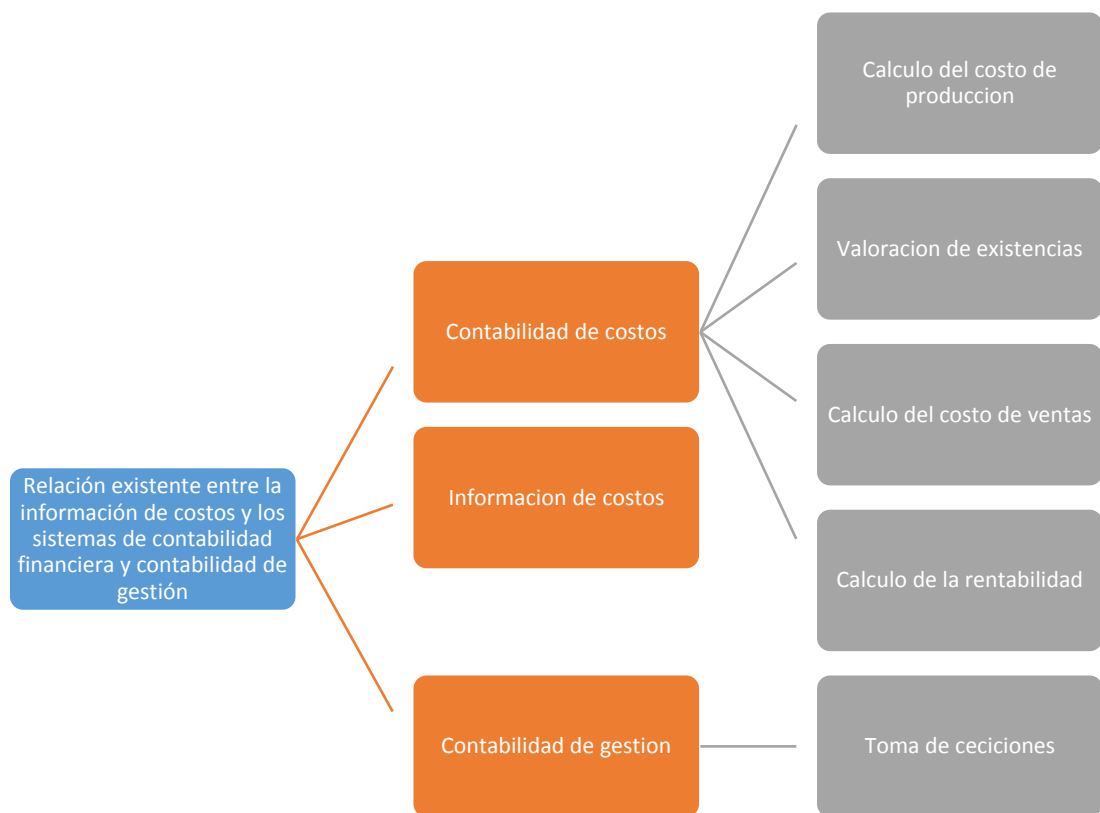 Relación existente entre la
información de costos y los
sistemas de contabilidad
financiera y contabilidad de
gestión
Contabilidad de costos
Calculo del costo de
produccion
Valoracion de existencias
Calculo del costo de ventas
Calculo de la rentabilidad
Informacion de costos
Contabilidad de gestion
Toma de ceciciones